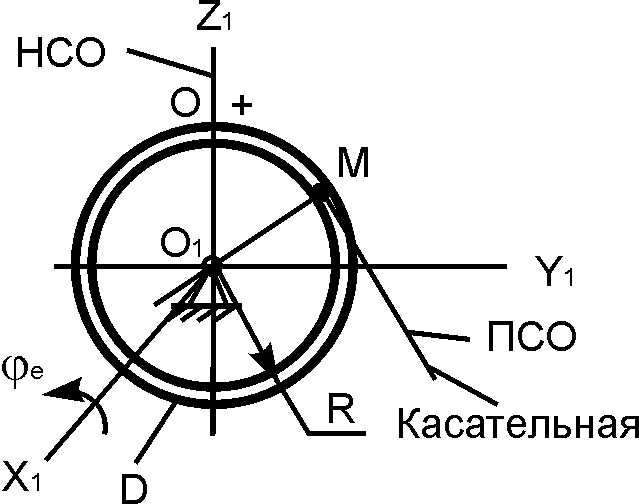 Z₁
НСО
O +
M
O₁
Y₁
ПСО
φe
R
Касательная
X₁
D